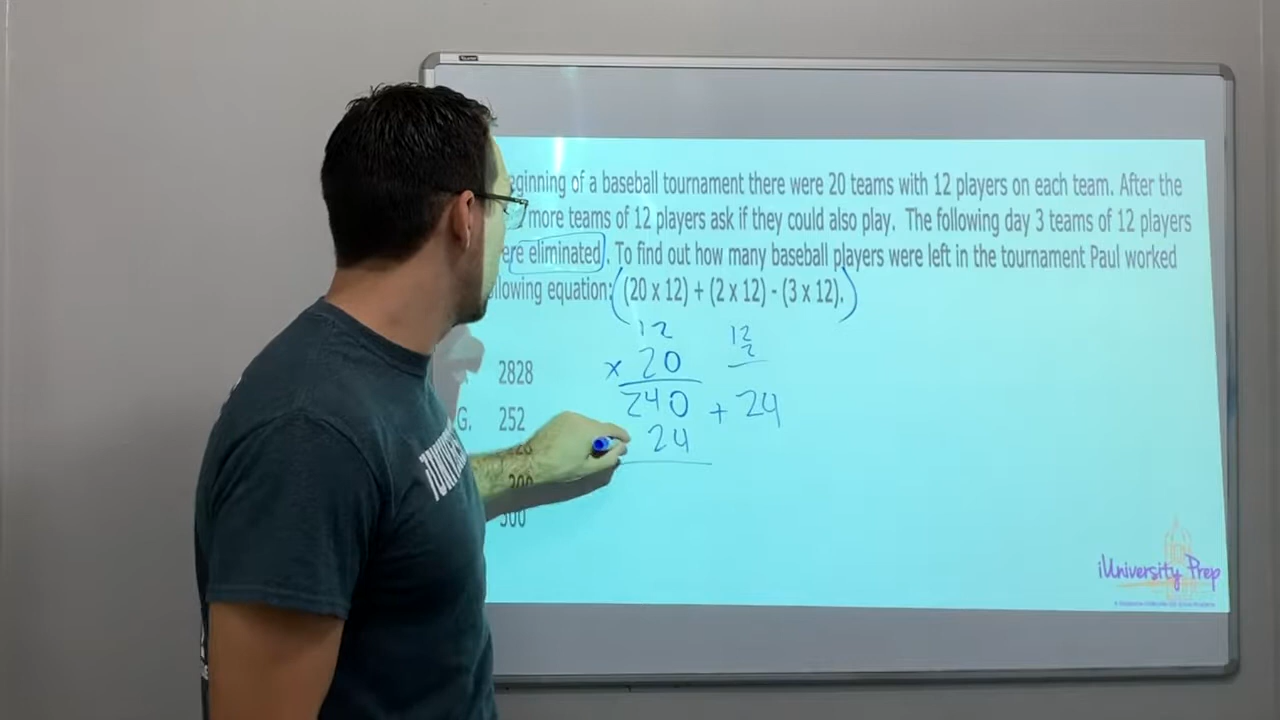 eginning of a baseball tournament there were 20 teams with 12 players on each team. After the
more teams of 12 players ask if they could also play. The following day 3 teams of 12 players
ere eliminated. To find out how many baseball players were left in the tournament Paul worked
llowing equation: ((20 x 12) + (2 x 12) - (3 x 12).)
12
x 20
240
24
12
2
+ 24
2828
G. 252
300
iUniversity Prep